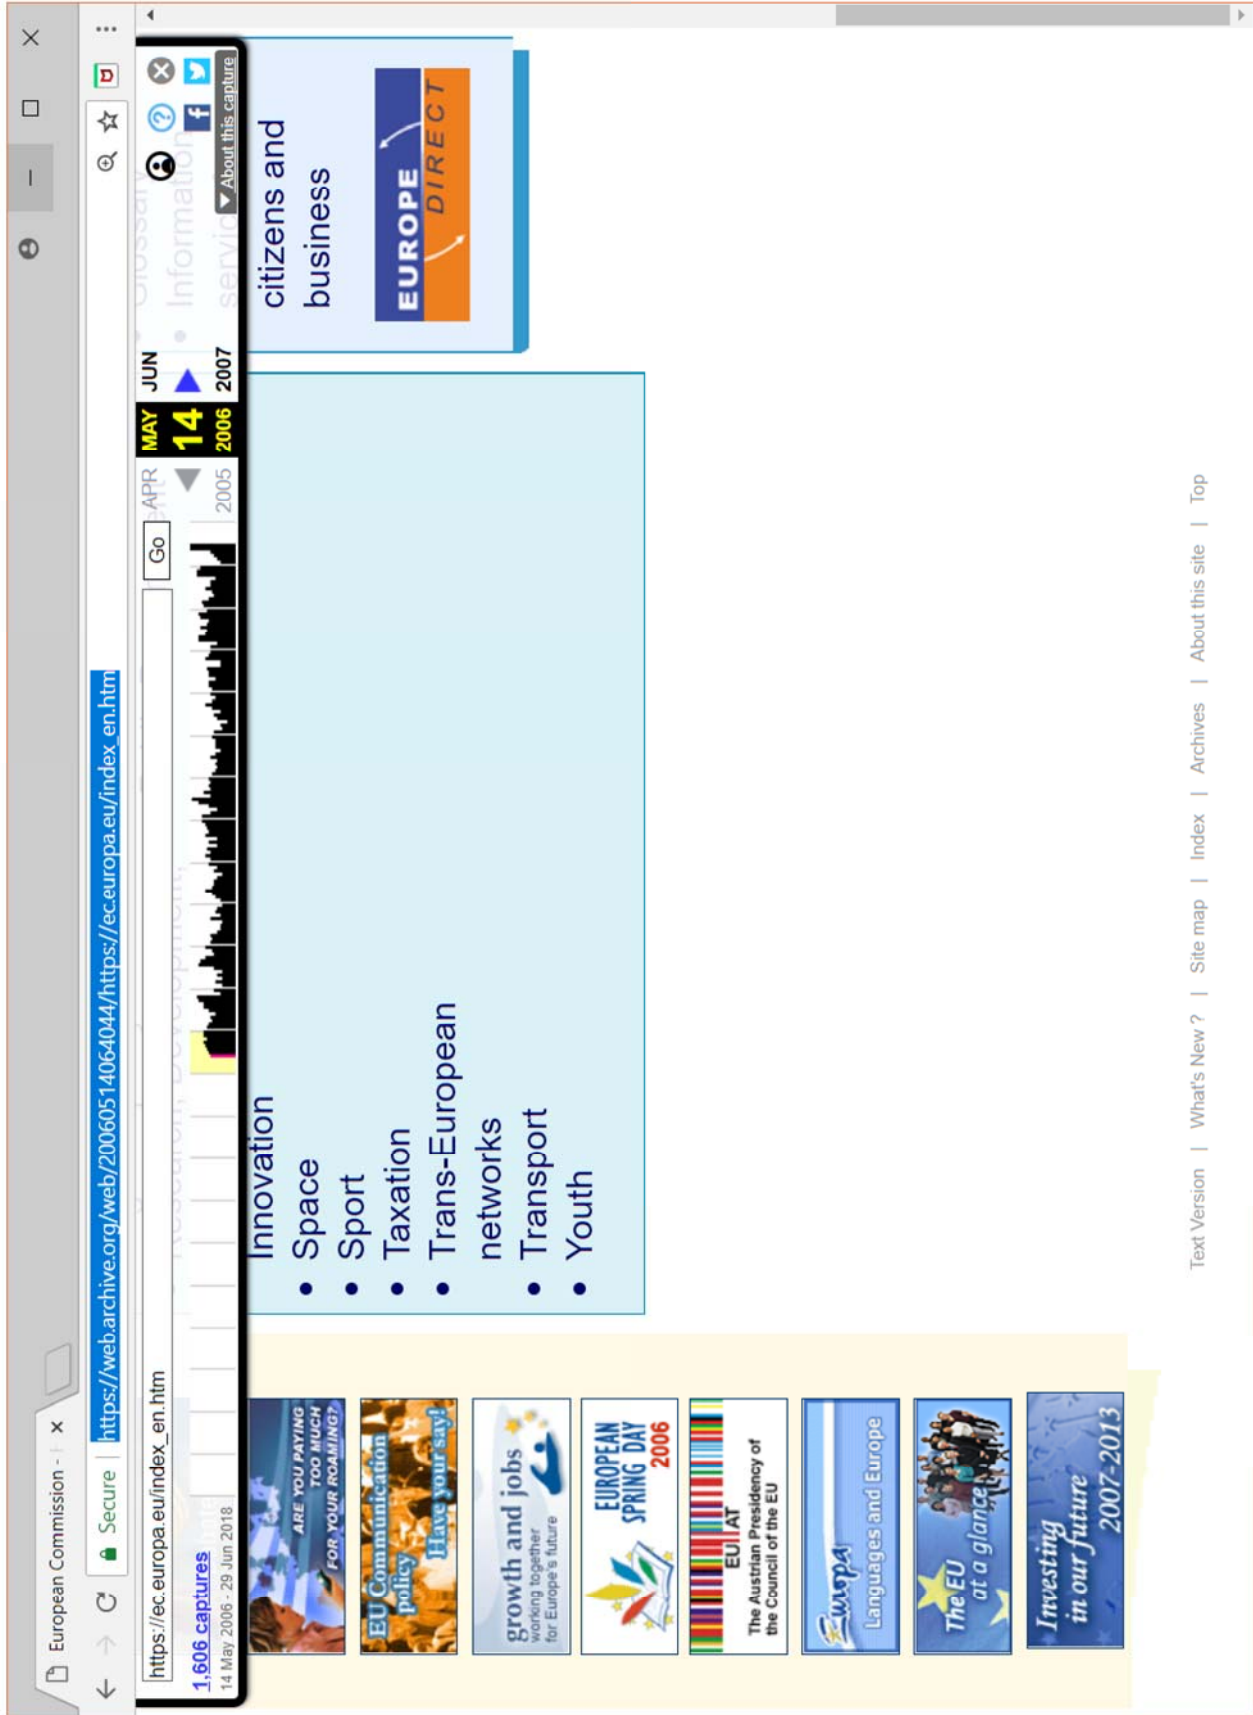 European Commission -
Secure | https://web.archive.org/web/20060514064044/https://ec.europa.eu/index_en.htm
https://ec.europa.eu/index_en.htm
Go
APR
MAY
JUN
1,606 captures
14 May 2006 - 29 Jun 2018
14
2005
2006
2007
About this capture
Glossary
Information
servic
Research, Development,
ARE YOU PAYING
TOO MUCH
FOR YOUR ROAMING?
EU Communication
policy
Have your say!
growth and jobs
working together
for Europe's future
EUROPEAN
SPRING DAY
2006
EU AT
The Austrian Presidency of
the Council of the EU
Europa
Languages and Europe
The EU
at a glance
Investing
in our future
2007-2013
Innovation
• Space
• Sport
• Taxation
• Trans-European
networks
• Transport
• Youth
citizens and
business
EUROPE
DIRECT
Text Version | What's New ? | Site map | Index | Archives | About this site | Top